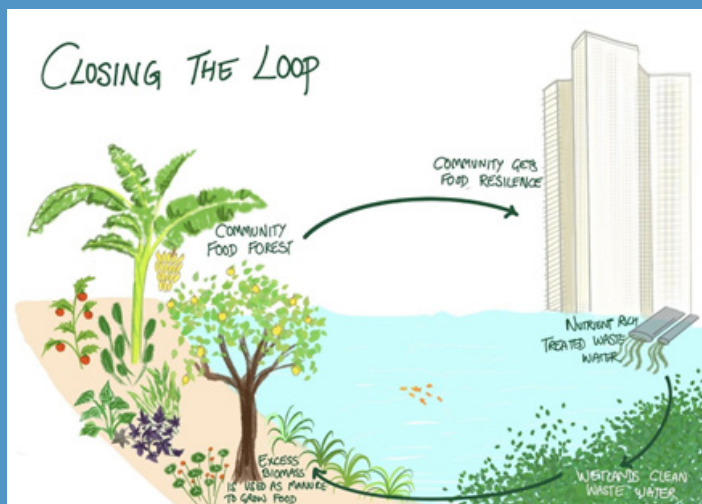 CLOSING THE LOOP
COMMUNITY GETS
FOOD RESILENCE
COMMUNITY
FOOD FOREST
NUTRIENT RICH
TREATED WASTE
WATER
WETLANDS CLEAN
WASTE WATER
EXCESS
BIOMASS
IS USED AS MANURE
TO GROW FOOD